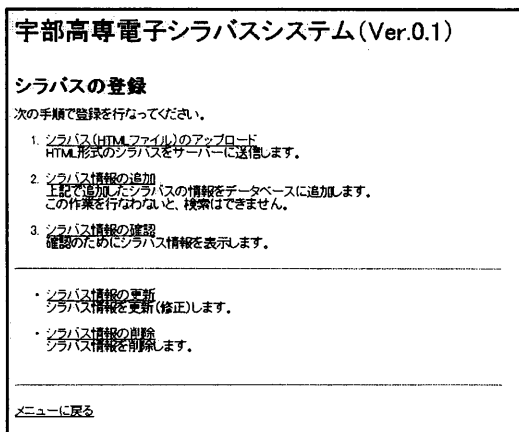 宇部高専電子シラバスシステム(Ver.0.1)
シラバスの登録
次の手順で登録を行なってください。
1. シラバス(HTMLファイル)のアップロード
HTML形式のシラバスをサーバーに送信します。
2. シラバス情報の追加
上記で追加したシラバスの情報をデータベースに追加します。
この作業を行なわないと、検索はできません。
3. シラバス情報の確認
確認のためにシラバス情報を表示します。
・シラバス情報の更新
シラバス情報を更新(修正)します。
・シラバス情報の削除
シラバス情報を削除します。
メニューに戻る